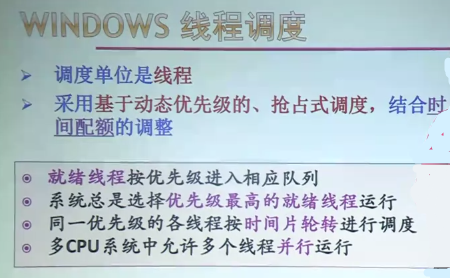 WINDOWS 线程调度
调度单位是线程
采用基于动态优先级的、抢占式调度，结合时
间配额的调整
就绪线程按优先级进入相应队列
系统总是选择优先级最高的就绪线程运行
同一优先级的各线程按时间片轮转进行调度
多CPU系统中允许多个线程并行运行